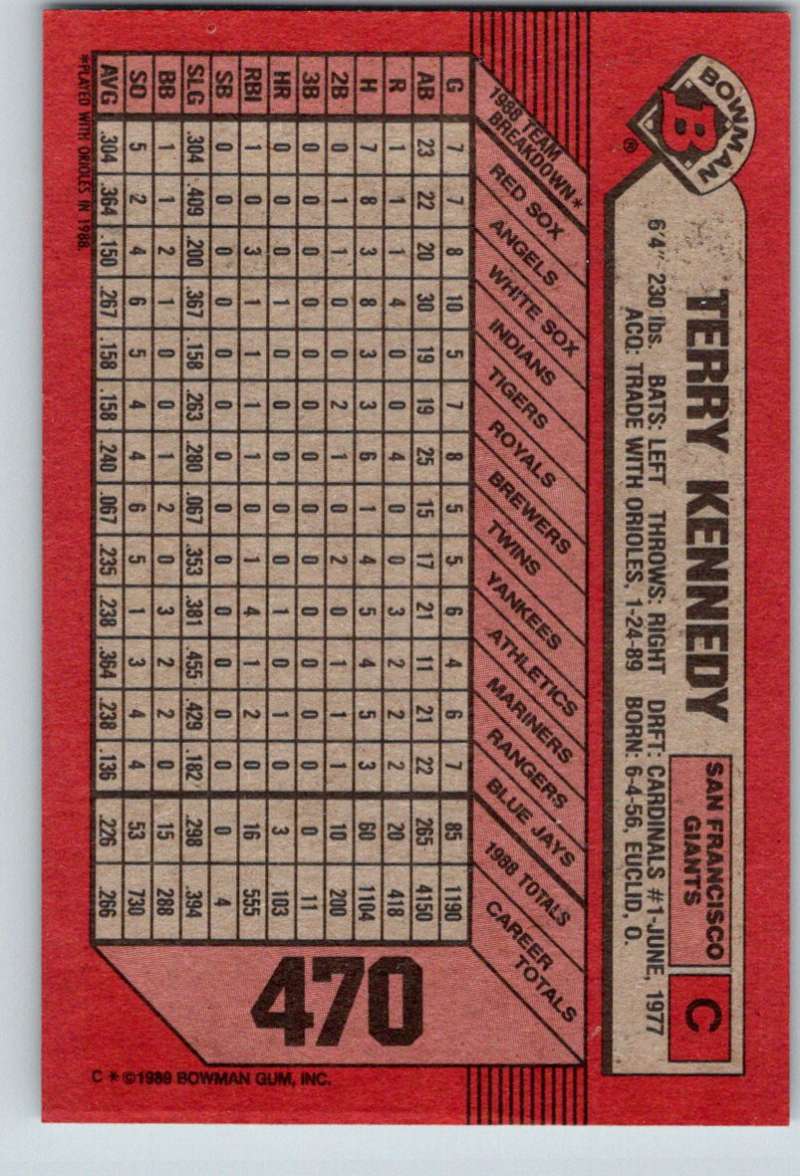 BOWMAN
B
®
TERRY KENNEDY
SAN FRANCISCO
GIANTS
C
6'4" 230 lbs. BATS: LEFT THROWS: RIGHT DRFT: CARDINALS #1-JUNE, 1977
ACQ: TRADE WITH ORIOLES, 1-24-89 BORN: 6-4-56, EUCLID, O.
1988 TEAM
BREAKDOWN*
RED SOX
ANGELS
WHITE SOX
INDIANS
TIGERS
ROYALS
BREWERS
TWINS
YANKEES
ATHLETICS
MARINERS
RANGERS
BLUE JAYS
1988 TOTALS
CAREER
TOTALS
G 7 7 8 10 5 7 8 5 5 6 4 6 7 85 1190
AB 23 22 20 30 19 19 25 15 17 21 11 21 22 265 4150
R 1 1 1 4 0 0 4 0 0 3 2 2 2 20 418
H 7 8 3 8 3 3 6 1 4 5 4 5 3 60 1104
2B 0 1 1 0 0 2 1 0 2 0 1 1 1 10 200
3B 0 0 0 0 0 0 0 0 0 0 0 0 0 0 11
HR 0 0 0 1 0 0 0 0 0 1 0 1 0 3 103
RBI 1 0 3 1 1 1 1 0 1 4 1 2 0 16 555
SB 0 0 0 0 0 0 0 0 0 0 0 0 0 0 4
SLG .304 .409 .200 .367 .158 .263 .280 .067 .353 .381 .455 .429 .182 .298 .394
BB 1 1 2 1 0 0 1 2 0 3 2 2 0 15 288
SO 5 2 4 6 5 4 4 6 5 1 3 4 4 53 730
AVG .304 .364 .150 .267 .158 .158 .240 .067 .235 .238 .364 .238 .136 .226 .266
*PLAYED WITH ORIOLES IN 1988.
470
C * ©1989 BOWMAN GUM, INC.